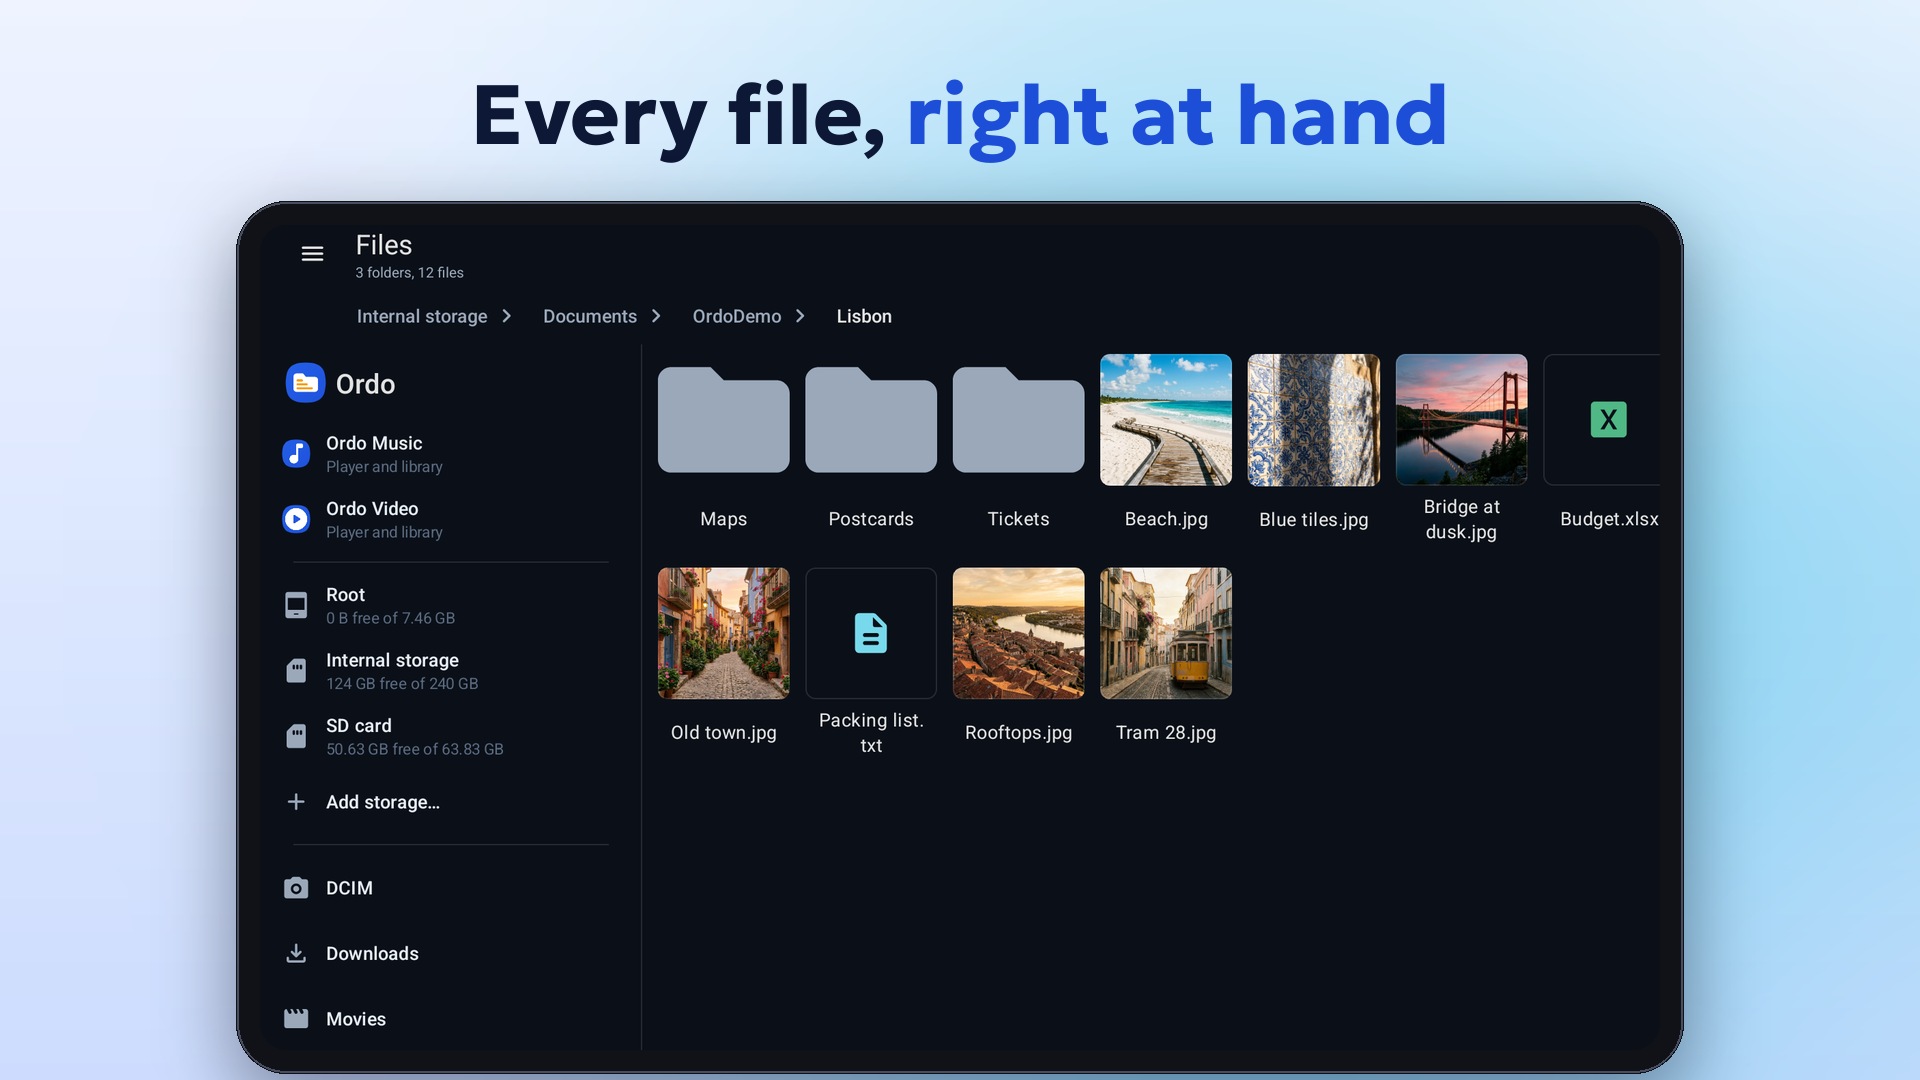 Every file, right at hand
Files
3 folders, 12 files
Internal storage
Documents
OrdoDemo
Lisbon
Ordo
Ordo Music
Player and library
Ordo Video
Player and library
Root
0 B free of 7.46 GB
Internal storage
124 GB free of 240 GB
SD card
50.63 GB free of 63.83 GB
Add storage...
DCIM
Downloads
Movies
Maps
Postcards
Tickets
Beach.jpg
Blue tiles.jpg
Bridge at
dusk.jpg
X
Budget.xlsx
Old town.jpg
Packing list.
txt
Rooftops.jpg
Tram 28.jpg